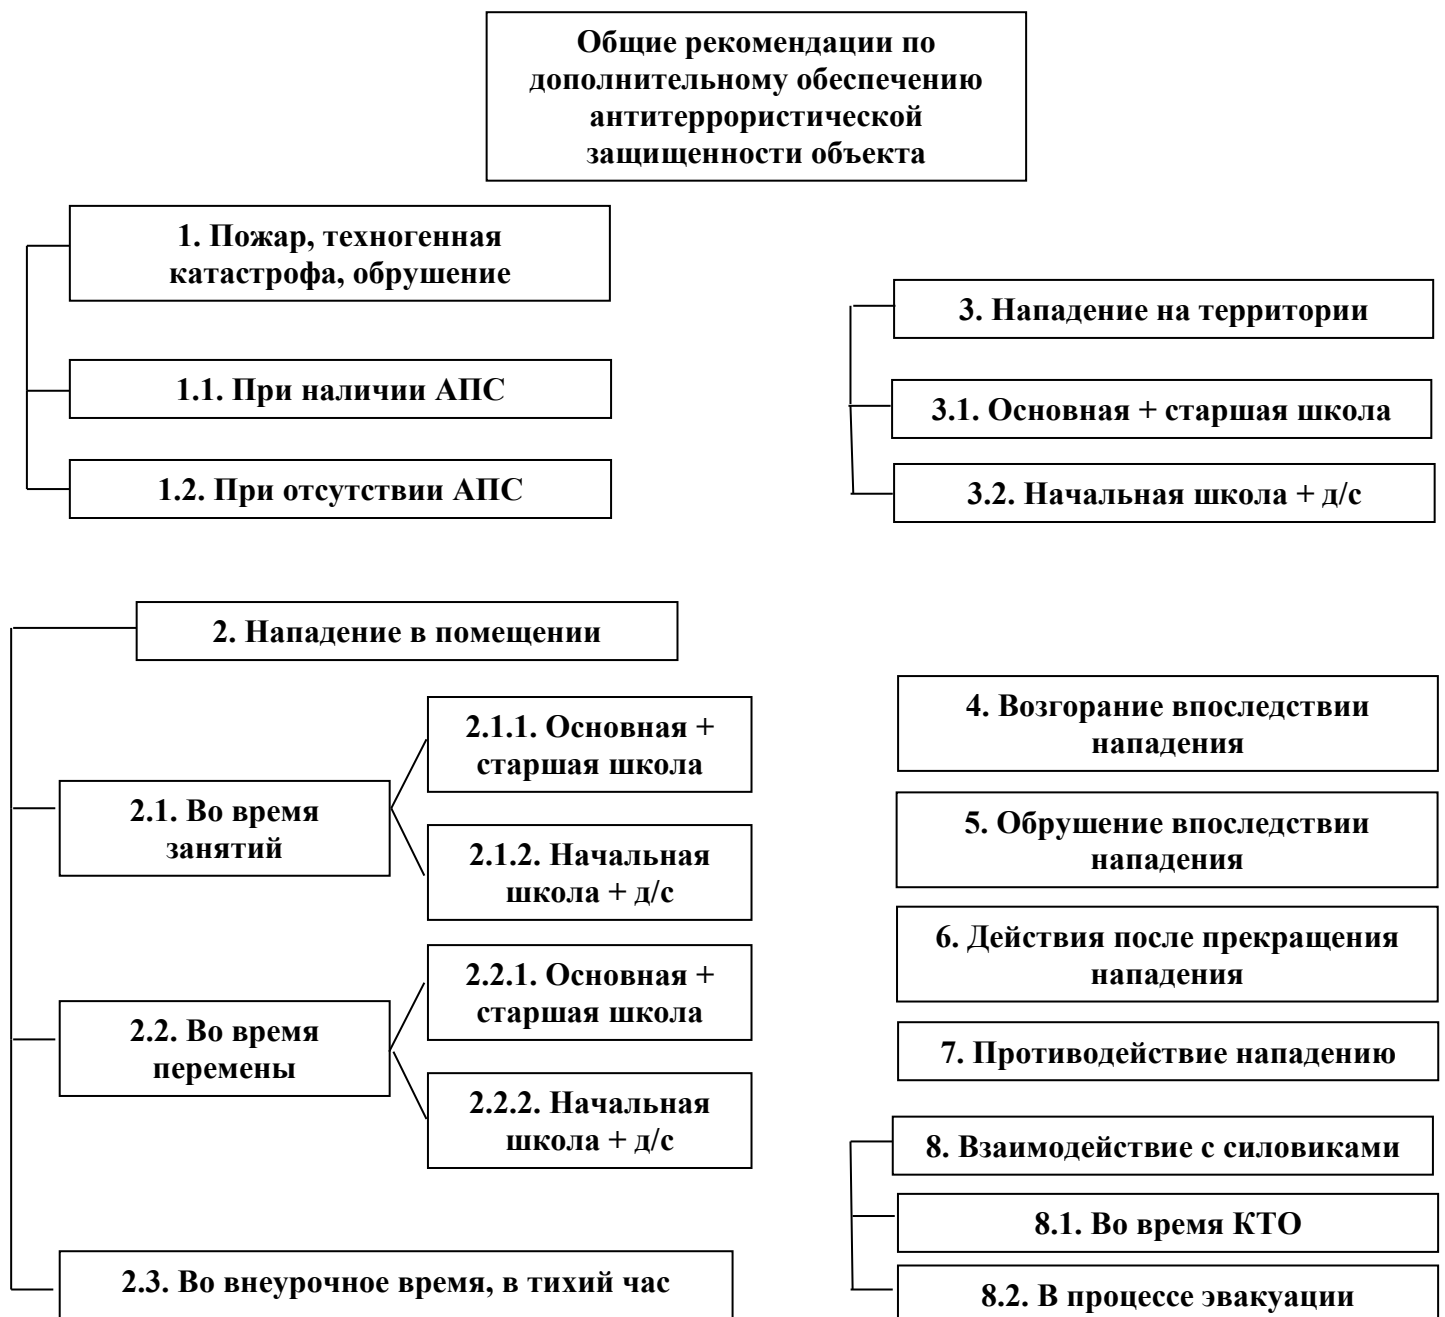 Общие рекомендации по
дополнительному обеспечению
антитеррористической
защищенности объекта
1. Пожар, техногенная
катастрофа, обрушение
1.1. При наличии АПС
1.2. При отсутствии АПС
3. Нападение на территории
3.1. Основная + старшая школа
3.2. Начальная школа + д/с
2. Нападение в помещении
2.1. Во время
занятий
2.1.1. Основная +
старшая школа
2.1.2. Начальная
школа + д/с
2.2. Во время
перемены
2.2.1. Основная +
старшая школа
2.2.2. Начальная
школа + д/с
2.3. Во внеурочное время, в тихий час
4. Возгорание впоследствии
нападения
5. Обрушение впоследствии
нападения
6. Действия после прекращения
нападения
7. Противодействие нападению
8. Взаимодействие с силовиками
8.1. Во время КТО
8.2. В процессе эвакуации